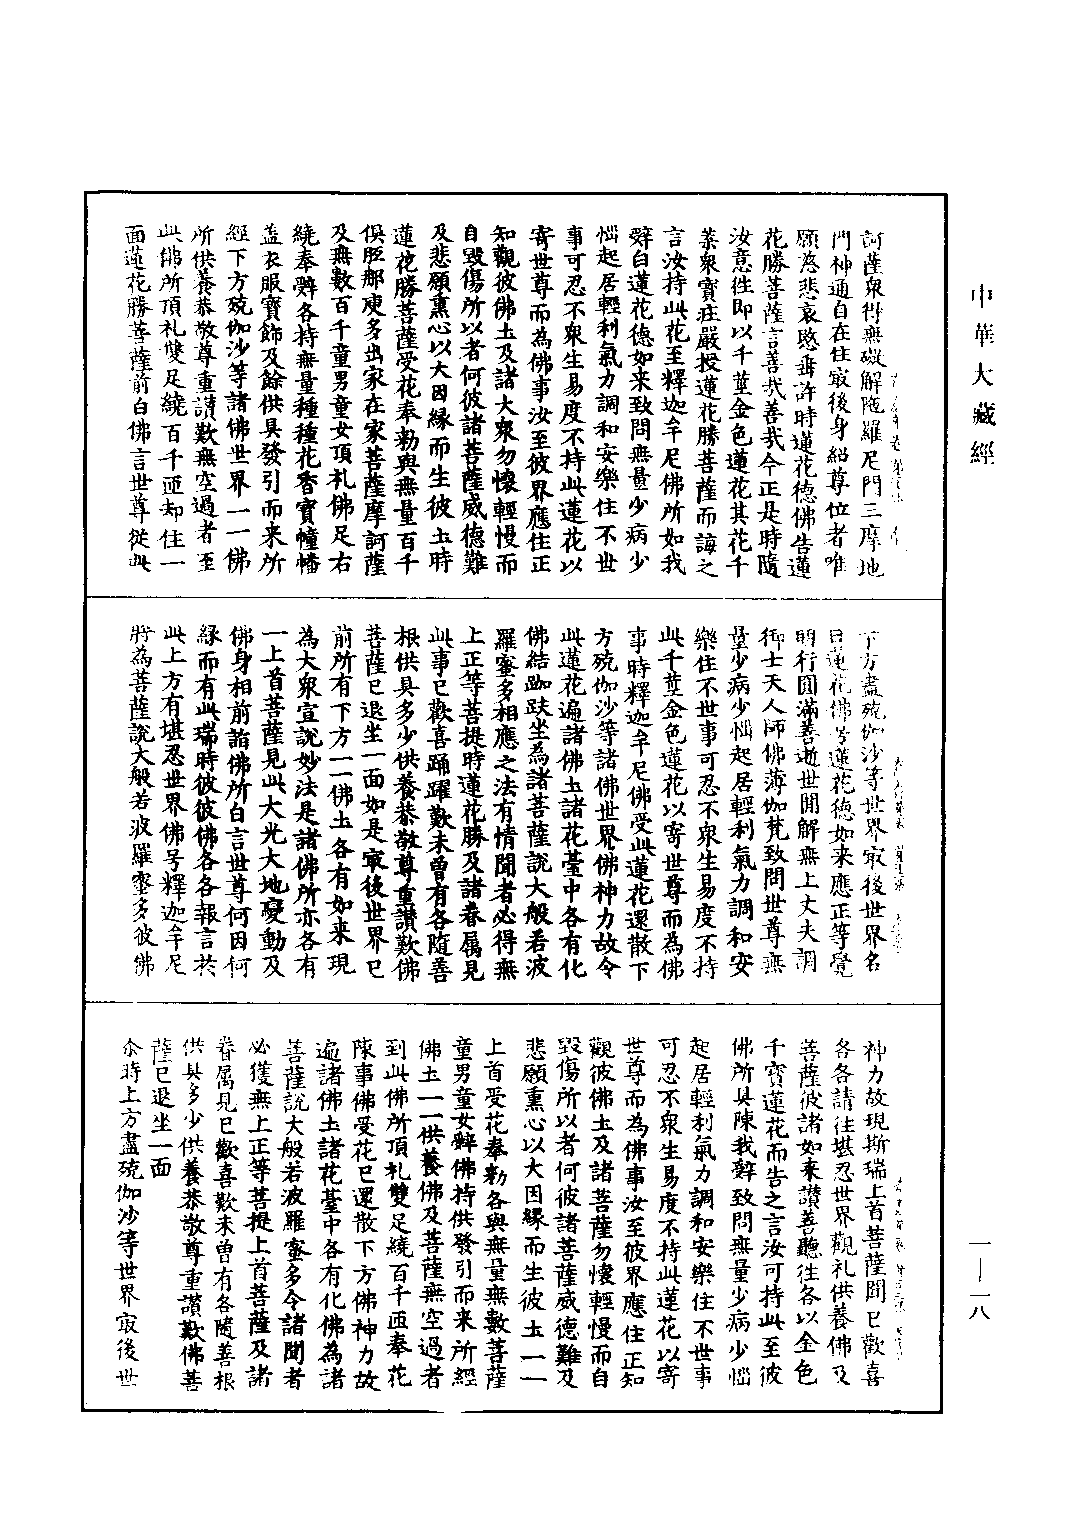 中華大藏經
訶薩衆得無礙解陁羅尼門三摩地
門神通自在住㝡後身紹尊位者唯
願慈悲哀愍垂許時蓮花德佛告蓮
花勝菩薩言善哉善哉今正是時隨
汝意往即以千莖金色蓮花其花千
葉衆寶莊嚴授蓮花勝菩薩而誨之
言汝持此花至釋迦牟尼佛所如我
辤曰蓮花德如来致問無量少病少
惱起居輕利氣力調和安樂住不世
事可忍不衆生易度不持此蓮花以
寄世尊而為佛事汝至彼界應住正
知觀彼佛土及諸大衆勿懷輕慢而
自毀傷所以者何彼諸菩薩威德難
及悲願熏心以大因緣而生彼土時
蓮花勝菩薩受花奉勑與無量百千
俱胝那庾多出家在家菩薩摩訶薩
及無數百千童男童女頂礼佛足右
繞奉辤各持無量種種花香寶幢幡
盖衣服寶飾及餘供具發引而来所
經下方殑伽沙等諸佛世界一一佛
所供養恭敬尊重讃歎無空過者至
此佛所頂礼雙足繞百千迊却住一
面蓮花勝菩薩前白佛言世尊從此
下方盡殑伽沙等世界㝡後世界名
曰蓮花佛号蓮花德如来應正等覺
明行圓滿善逝世間解無上丈夫調
御士天人師佛薄伽梵致問世尊無
量少病少惱起居輕利氣力調和安
樂住不世事可忍不衆生易度不持
此千莖金色蓮花以寄世尊而為佛
事時釋迦牟尼佛受此蓮花還散下
方殑伽沙等諸佛世界佛神力故令
此蓮花遍諸佛土諸花臺中各有化
佛結跏趺坐為諸菩薩說大般若波
羅蜜多相應之法有情聞者必得無
上正等菩提時蓮花勝及諸眷屬見
此事已歡喜踊躍歎未曾有各隨善
根供具多少供養恭敬尊重讃歎佛
菩薩已退坐一面如是㝡後世界已
前所有下方一一佛土各有如来現
為大衆宣說妙法是諸佛所亦各有
一上首菩薩見此大光大地變動及
佛身相前詣佛所白言世尊何因何
緣而有此瑞時彼彼佛各各報言於
此上方有堪忍世界佛号釋迦牟尼
將為菩薩說大般若波羅蜜多彼佛
神力故現斯瑞上首菩薩聞已歡喜
各各請往堪忍世界觀礼供養佛及
菩薩彼諸如来讃善聽往各以金色
千寶蓮花而告之言汝可持此至彼
佛所具陳我辤致問無量少病少惱
起居輕利氣力調和安樂住不世事
可忍不衆生易度不持此蓮花以寄
世尊而為佛事汝至彼界應住正知
觀彼佛土及諸菩薩勿懷輕慢而自
毀傷所以者何彼諸菩薩威德難及
悲願熏心以大因緣而生彼土一一
上首受花奉勑各與無量無數菩薩
童男童女辤佛持供發引而来所經
佛土一一供養佛及菩薩無空過者
到此佛所頂礼雙足繞百千迊奉花
陳事佛受花已還散下方佛神力故
遍諸佛土諸花臺中各有化佛為諸
菩薩說大般若波羅蜜多令諸聞者
必獲無上正等菩提上首菩薩及諸
眷屬見已歡喜歎未曾有各隨善根
供具多少供養恭敬尊重讃歎佛菩
薩已退坐一面
尒時上方盡殑伽沙等世界㝡後世
一—一八